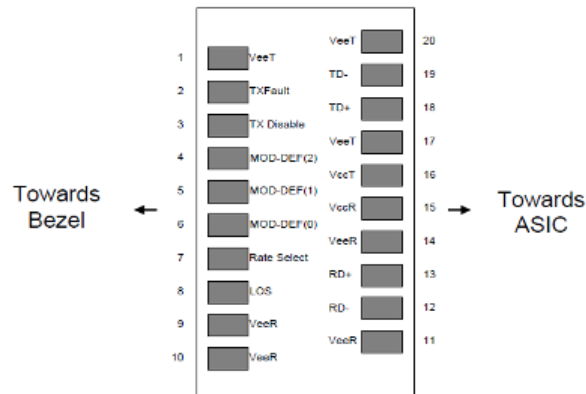 VeeT 20
1 VeeT
TD- 19
2 TXFault
TD+ 18
3 TX Disable
VeeT 17
4 MOD-DEF(2)
VccT 16
5 MOD-DEF(1)
Towards
Bezel
VccR 15
Towards
ASIC
6 MOD-DEF(0)
VeeR 14
7 Rate Select
RD+ 13
8 LOS
RD- 12
9 VeeR
VeeR 11
10 VeeR